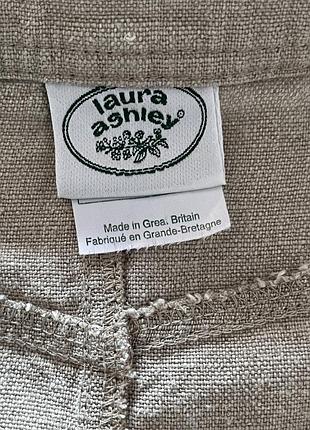 laura
ashley
Made in Great Britain
Fabriqué en Grande-Bretagne